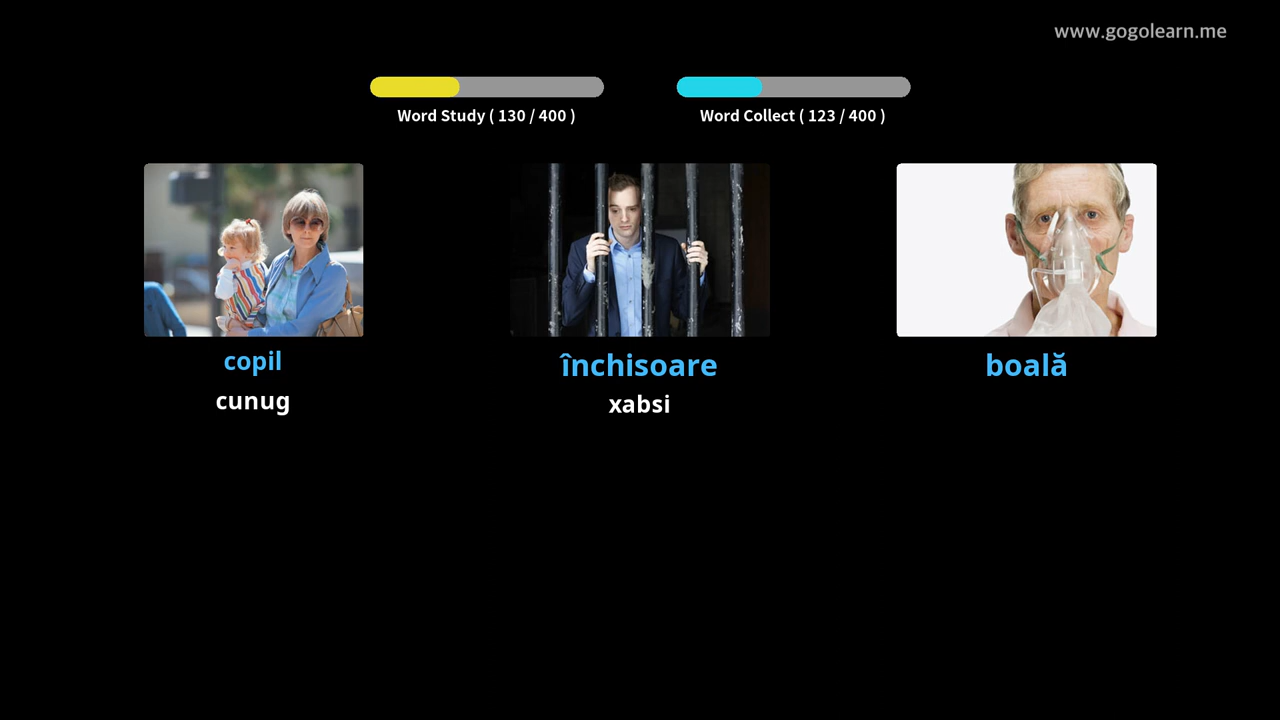 www.gogolearn.me
Word Study ( 130 / 400 )
Word Collect ( 123 / 400 )
copil
cunug
închisoare
xabsi
boală